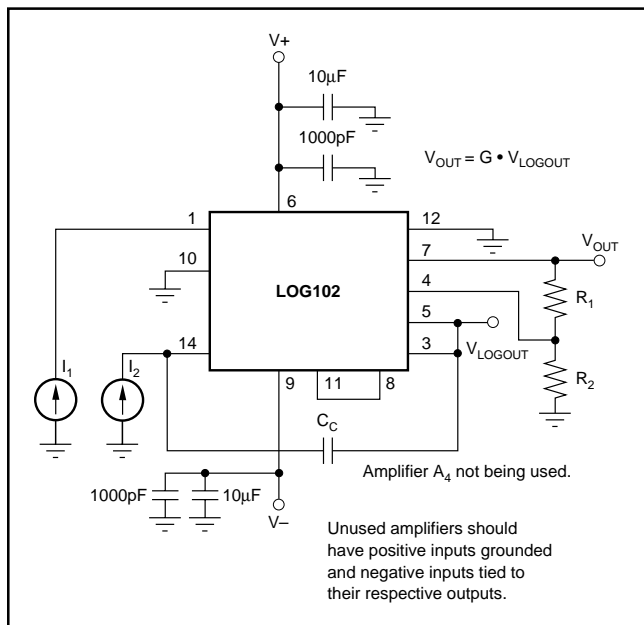 V+
10µF
1000pF
V_OUT = G • V_LOGOUT
6
1
12
7
V_OUT
10
4
LOG102
R_1
5
14
3
V_LOGOUT
I_1
I_2
9
11
8
R_2
C_C
Amplifier A_4 not being used.
1000pF
10µF
V–
Unused amplifiers should
have positive inputs grounded
and negative inputs tied to
their respective outputs.